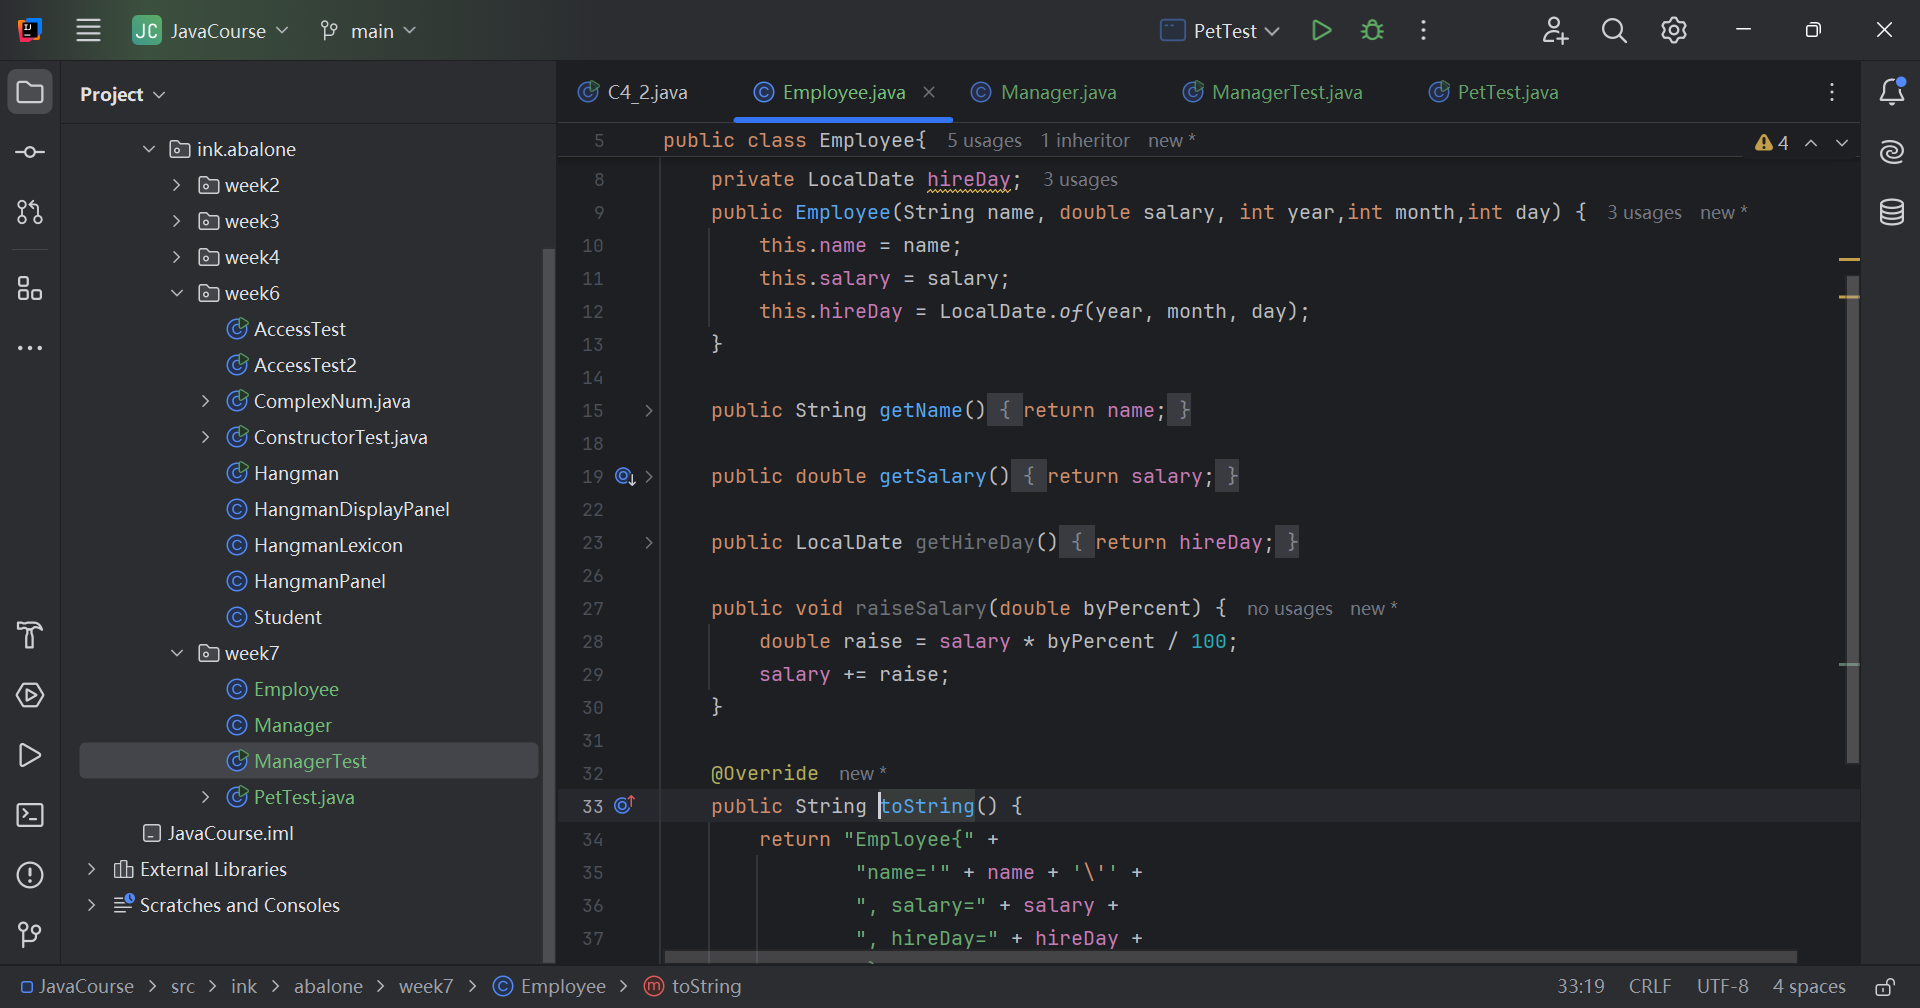 JC JavaCourse main PetTest
Project
ink.abalone
week2
week3
week4
week6
AccessTest
AccessTest2
ComplexNum.java
ConstructorTest.java
Hangman
HangmanDisplayPanel
HangmanLexicon
HangmanPanel
Student
week7
Employee
Manager
ManagerTest
PetTest.java
JavaCourse.iml
External Libraries
Scratches and Consoles
C4_2.java Employee.java Manager.java ManagerTest.java PetTest.java
5 public class Employee{ 5 usages 1 inheritor new * 4
8 private LocalDate hireDay; 3 usages
9 public Employee(String name, double salary, int year,int month,int day) { 3 usages new *
10 this.name = name;
11 this.salary = salary;
12 this.hireDay = LocalDate.of(year, month, day);
13 }
14
15 public String getName() { return name; }
18
19 public double getSalary() { return salary; }
22
23 public LocalDate getHireDay() { return hireDay; }
26
27 public void raiseSalary(double byPercent) { no usages new *
28 double raise = salary * byPercent / 100;
29 salary += raise;
30 }
31
32 @Override new *
33 public String toString() {
34 return "Employee{" +
35 "name='" + name + '\'' +
36 ", salary=" + salary +
37 ", hireDay=" + hireDay +
JavaCourse > src > ink > abalone > week7 > Employee > toString 33:19 CRLF UTF-8 4 spaces